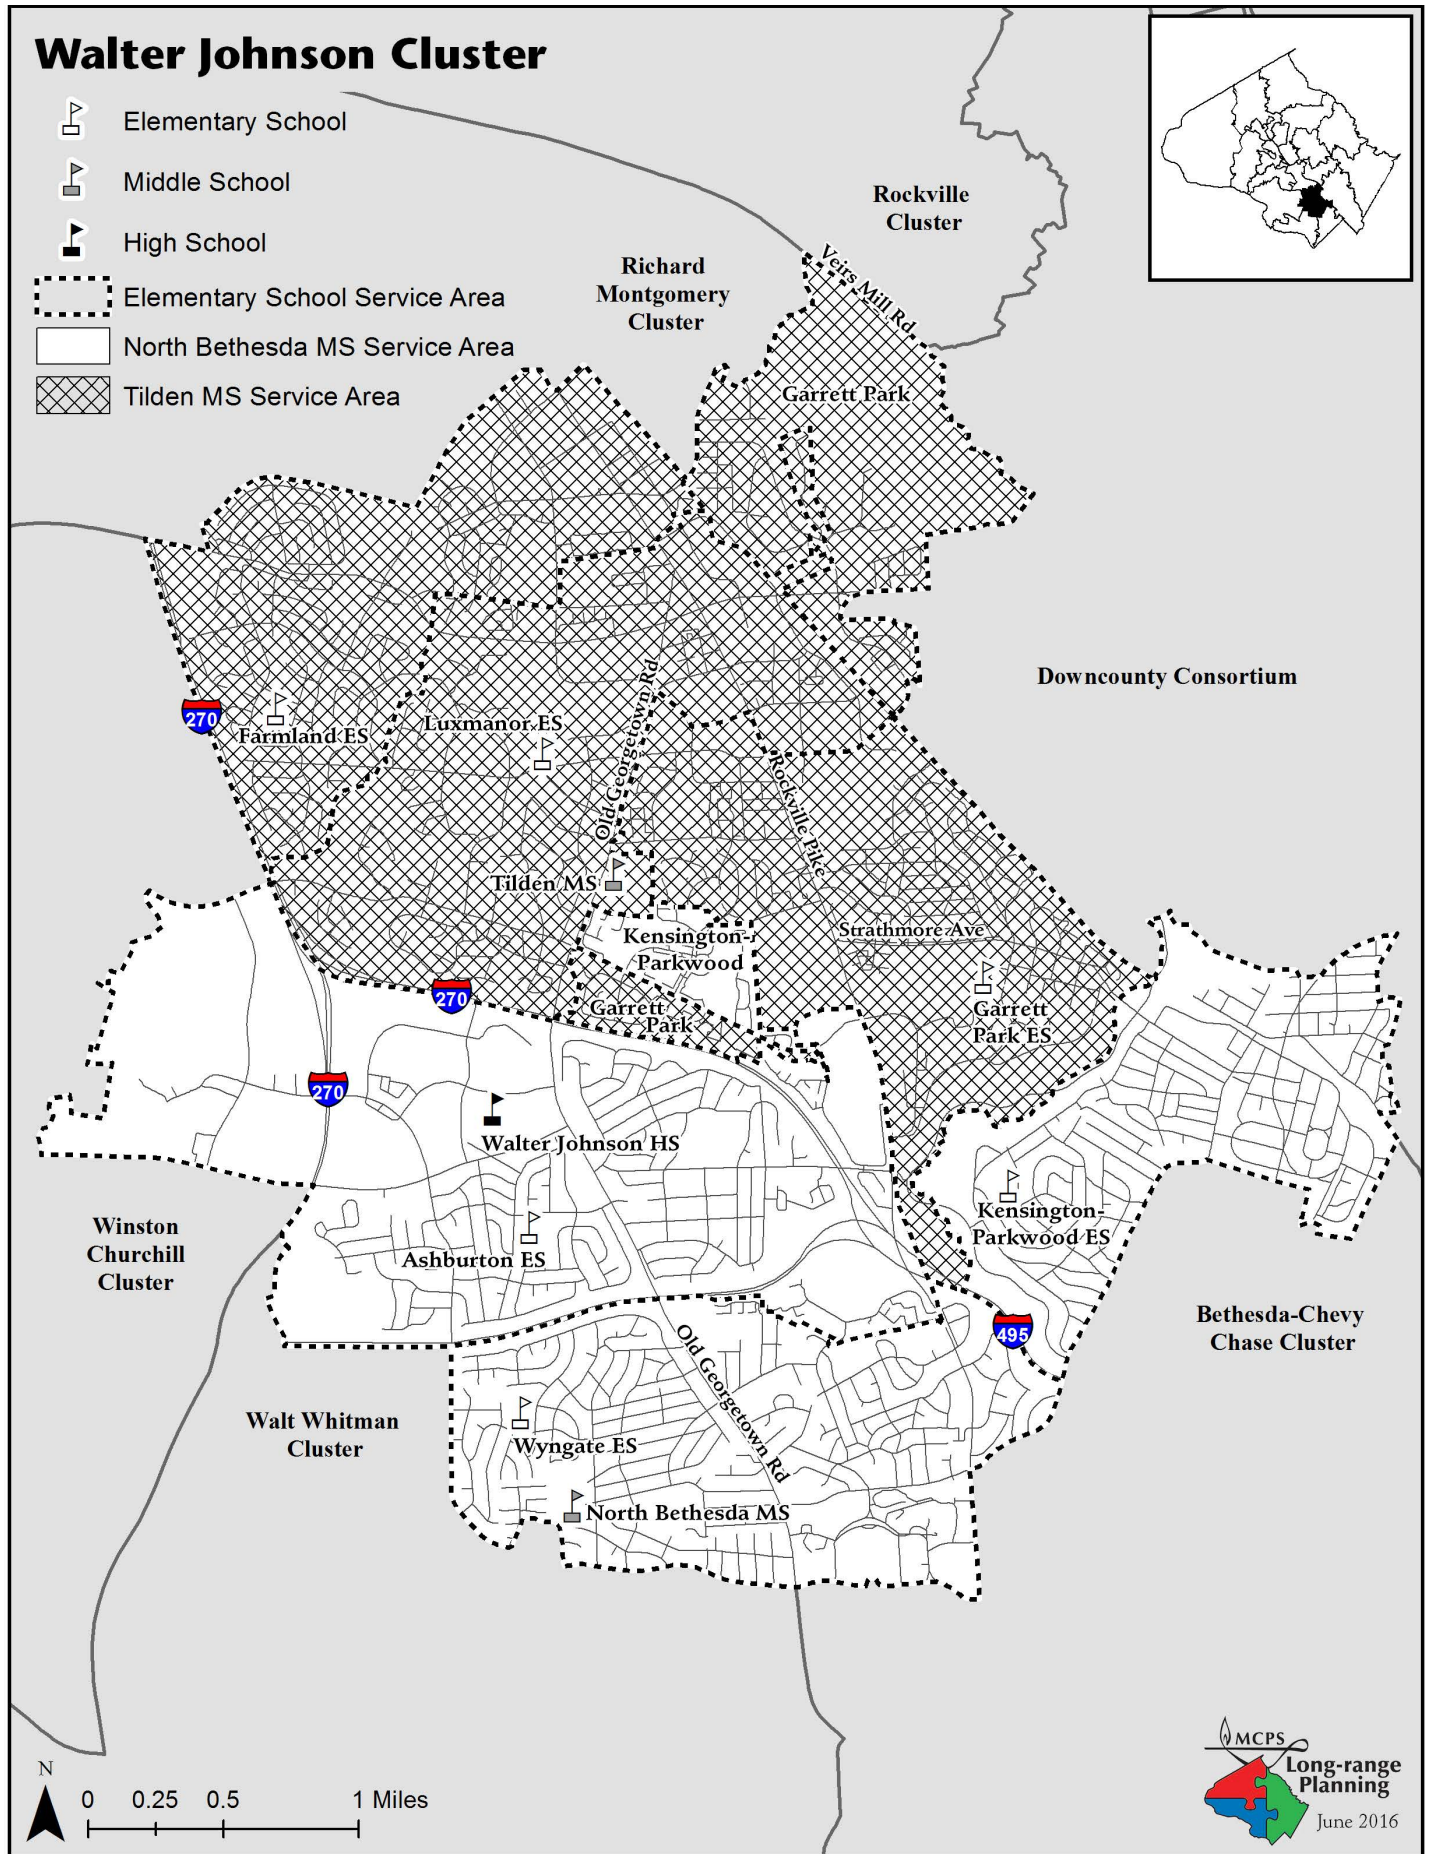 Walter Johnson Cluster
Elementary School
Middle School
High School
Elementary School Service Area
North Bethesda MS Service Area
Tilden MS Service Area
Rockville
Cluster
Richard
Montgomery
Cluster
Veirs Mill Rd
Garrett Park
Downcounty Consortium
270
Farmland ES
Luxmanor ES
Old Georgetown Rd
Rockville Pike
Tilden MS
Kensington-
Parkwood
Strathmore Ave
270
Garrett
Park
Garrett
Park ES
270
Walter Johnson HS
Kensington-
Parkwood ES
Winston
Churchill
Cluster
Ashburton ES
495
Bethesda-Chevy
Chase Cluster
Old Georgetown Rd
Walt Whitman
Cluster
Wyngate ES
North Bethesda MS
MCPS
Long-range
Planning
June 2016
N
0 0.25 0.5 1 Miles